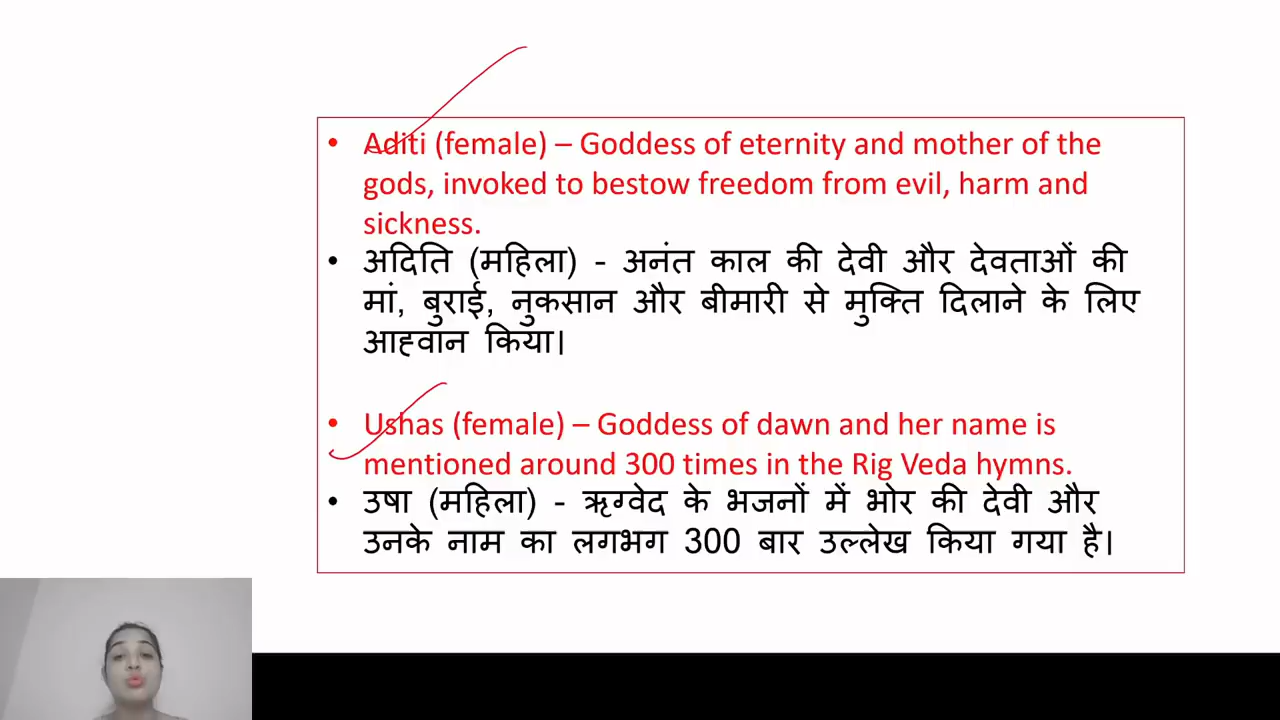 • Aditi (female) – Goddess of eternity and mother of the
gods, invoked to bestow freedom from evil, harm and
sickness.
• अदिति (महिला) - अनंत काल की देवी और देवताओं की
मां, बुराई, नुकसान और बीमारी से मुक्ति दिलाने के लिए
आह्वान किया।
• Ushas (female) – Goddess of dawn and her name is
mentioned around 300 times in the Rig Veda hymns.
• उषा (महिला) - ऋग्वेद के भजनों में भोर की देवी और
उनके नाम का लगभग 300 बार उल्लेख किया गया है।